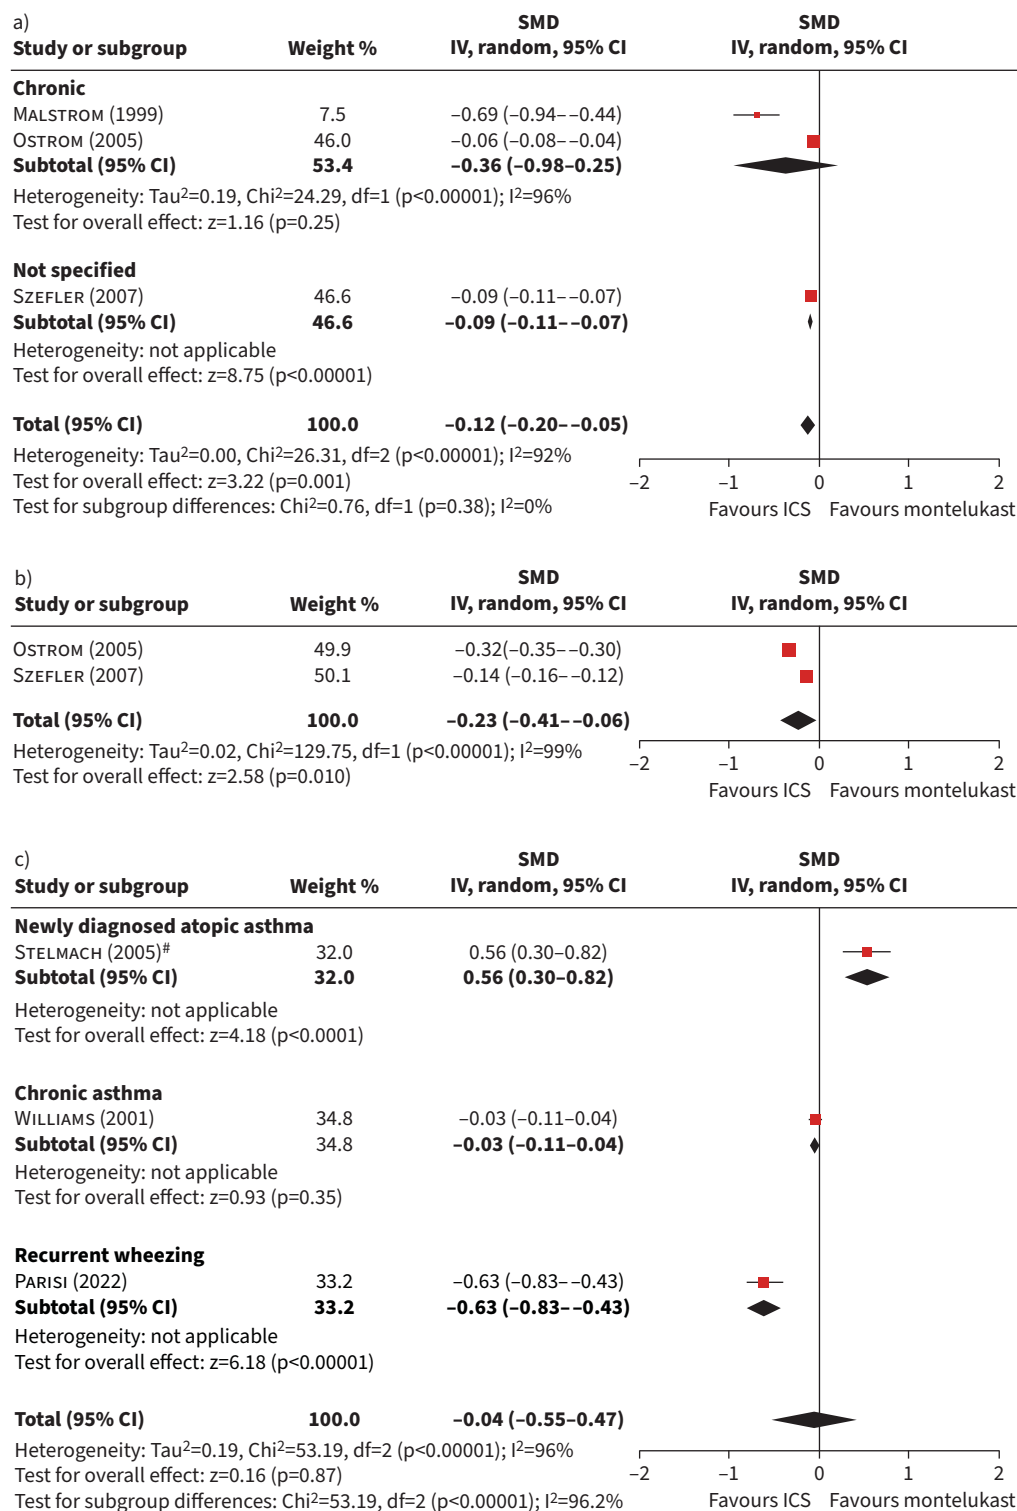 a)
SMD SMD
Study or subgroup Weight % IV, random, 95% CI IV, random, 95% CI
Chronic
MALSTROM (1999) 7.5 –0.69 (–0.94– –0.44)
OSTROM (2005) 46.0 –0.06 (–0.08– –0.04)
Subtotal (95% CI) 53.4 –0.36 (–0.98–0.25)
Heterogeneity: Tau²=0.19, Chi²=24.29, df=1 (p<0.00001); I²=96%
Test for overall effect: z=1.16 (p=0.25)
Not specified
SZEFLER (2007) 46.6 –0.09 (–0.11– –0.07)
Subtotal (95% CI) 46.6 –0.09 (–0.11– –0.07)
Heterogeneity: not applicable
Test for overall effect: z=8.75 (p<0.00001)
Total (95% CI) 100.0 –0.12 (–0.20– –0.05)
Heterogeneity: Tau²=0.00, Chi²=26.31, df=2 (p<0.00001); I²=92%
Test for overall effect: z=3.22 (p=0.001)
Test for subgroup differences: Chi²=0.76, df=1 (p=0.38); I²=0%
–2 –1 0 1 2
Favours ICS Favours montelukast
b)
SMD SMD
Study or subgroup Weight % IV, random, 95% CI IV, random, 95% CI
OSTROM (2005) 49.9 –0.32(–0.35– –0.30)
SZEFLER (2007) 50.1 –0.14 (–0.16– –0.12)
Total (95% CI) 100.0 –0.23 (–0.41– –0.06)
Heterogeneity: Tau²=0.02, Chi²=129.75, df=1 (p<0.00001); I²=99%
Test for overall effect: z=2.58 (p=0.010)
–2 –1 0 1 2
Favours ICS Favours montelukast
c)
SMD SMD
Study or subgroup Weight % IV, random, 95% CI IV, random, 95% CI
Newly diagnosed atopic asthma
STELMACH (2005)# 32.0 0.56 (0.30–0.82)
Subtotal (95% CI) 32.0 0.56 (0.30–0.82)
Heterogeneity: not applicable
Test for overall effect: z=4.18 (p<0.0001)
Chronic asthma
WILLIAMS (2001) 34.8 –0.03 (–0.11–0.04)
Subtotal (95% CI) 34.8 –0.03 (–0.11–0.04)
Heterogeneity: not applicable
Test for overall effect: z=0.93 (p=0.35)
Recurrent wheezing
PARISI (2022) 33.2 –0.63 (–0.83– –0.43)
Subtotal (95% CI) 33.2 –0.63 (–0.83– –0.43)
Heterogeneity: not applicable
Test for overall effect: z=6.18 (p<0.00001)
Total (95% CI) 100.0 –0.04 (–0.55–0.47)
Heterogeneity: Tau²=0.19, Chi²=53.19, df=2 (p<0.00001); I²=96%
Test for overall effect: z=0.16 (p=0.87)
Test for subgroup differences: Chi²=53.19, df=2 (p<0.00001); I²=96.2%
–2 –1 0 1 2
Favours ICS Favours montelukast